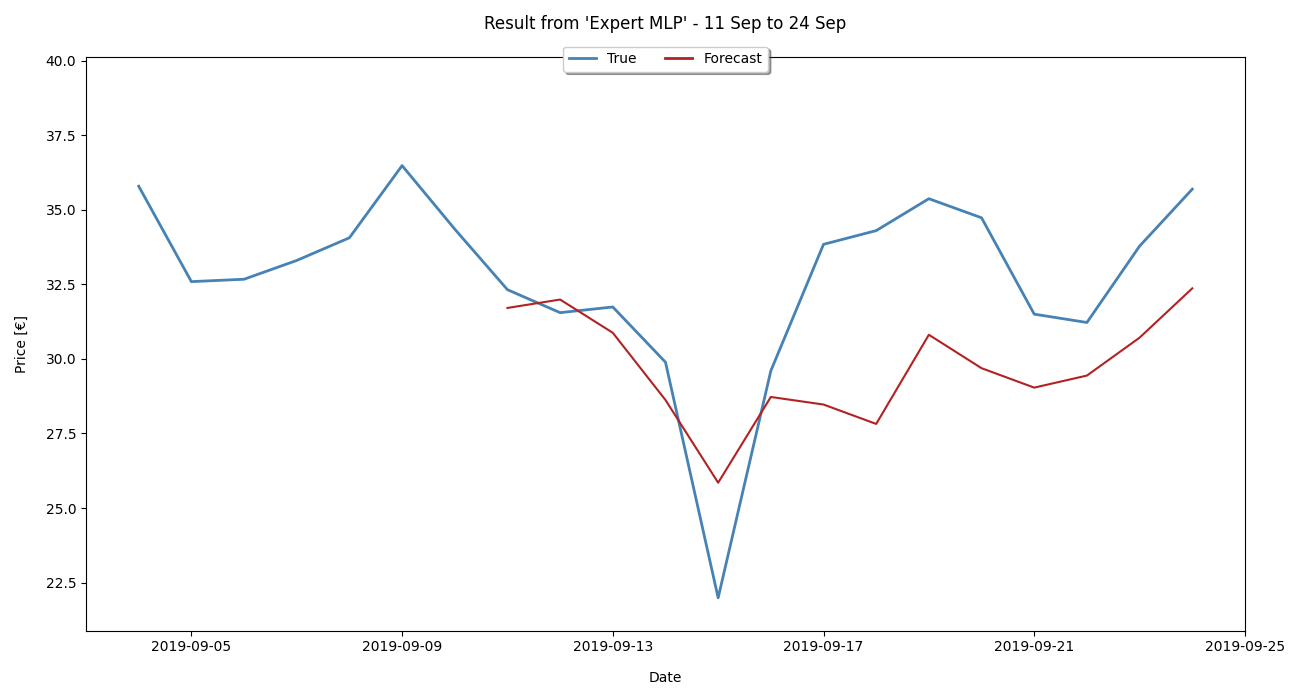 Result from 'Expert MLP' - 11 Sep to 24 Sep
True Forecast
40.0
37.5
35.0
32.5
30.0
27.5
25.0
22.5
Price [€]
2019-09-05 2019-09-09 2019-09-13 2019-09-17 2019-09-21 2019-09-25
Date